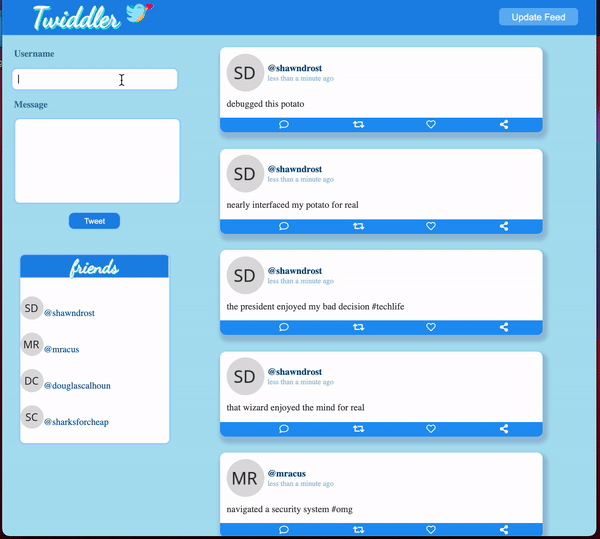 Twiddler
Update Feed
Username
Message
Tweet
friends
SD @shawndrost
MR @mracus
DC @douglascalhoun
SC @sharksforcheap
SD @shawndrost
less than a minute ago
debugged this potato
SD @shawndrost
less than a minute ago
nearly interfaced my potato for real
SD @shawndrost
less than a minute ago
the president enjoyed my bad decision #techlife
SD @shawndrost
less than a minute ago
that wizard enjoyed the mind for real
MR @mracus
less than a minute ago
navigated a security system #omg